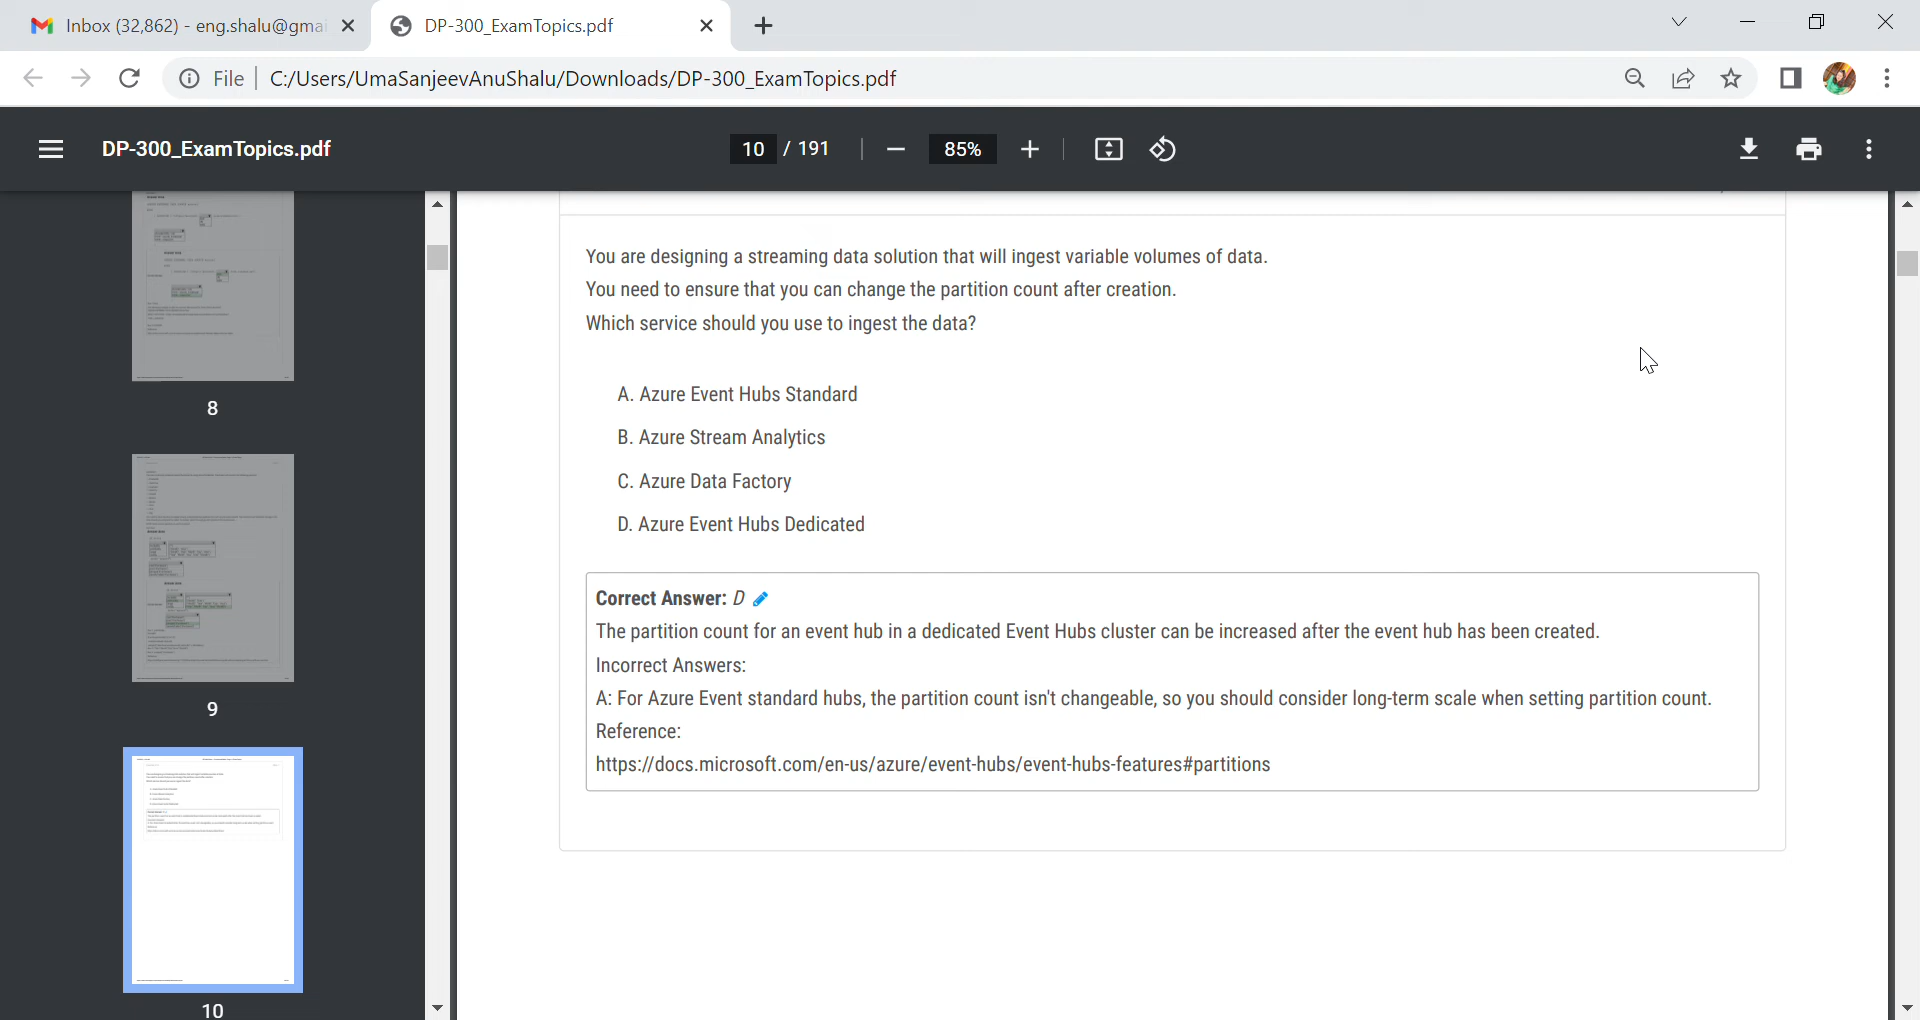 Inbox (32,862) - eng.shalu@gmai
DP-300_ExamTopics.pdf
File
C:/Users/UmaSanjeevAnuShalu/Downloads/DP-300_ExamTopics.pdf
DP-300_ExamTopics.pdf
10 / 191
85%
8
9
10
You are designing a streaming data solution that will ingest variable volumes of data.
You need to ensure that you can change the partition count after creation.
Which service should you use to ingest the data?
A. Azure Event Hubs Standard
B. Azure Stream Analytics
C. Azure Data Factory
D. Azure Event Hubs Dedicated
Correct Answer: D
The partition count for an event hub in a dedicated Event Hubs cluster can be increased after the event hub has been created.
Incorrect Answers:
A: For Azure Event standard hubs, the partition count isn't changeable, so you should consider long-term scale when setting partition count.
Reference:
https://docs.microsoft.com/en-us/azure/event-hubs/event-hubs-features#partitions